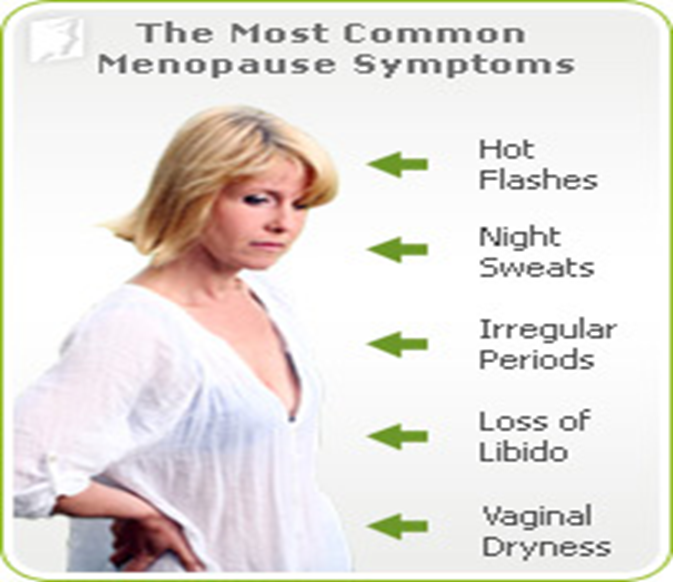 The Most Common
Menopause Symptoms
Hot
Flashes
Night
Sweats
Irregular
Periods
Loss of
Libido
Vaginal
Dryness